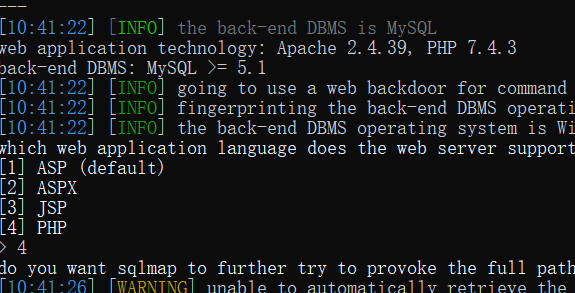 ---
[10:41:22] [INFO] the back-end DBMS is MySQL
web application technology: Apache 2.4.39, PHP 7.4.3
back-end DBMS: MySQL >= 5.1
[10:41:22] [INFO] going to use a web backdoor for command
[10:41:22] [INFO] fingerprinting the back-end DBMS operati
[10:41:22] [INFO] the back-end DBMS operating system is Wi
which web application language does the web server support
[1] ASP (default)
[2] ASPX
[3] JSP
[4] PHP
> 4
do you want sqlmap to further try to provoke the full path
[10:41:26] [WARNING] unable to automatically retrieve the